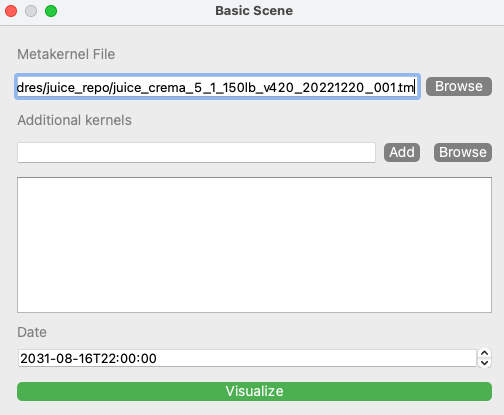 Basic Scene
Metakernel File
dres/juice_repo/juice_crema_5_1_150lb_v420_20221220_001.tm
Browse
Additional kernels
Add
Browse
Date
2031-08-16T22:00:00
Visualize